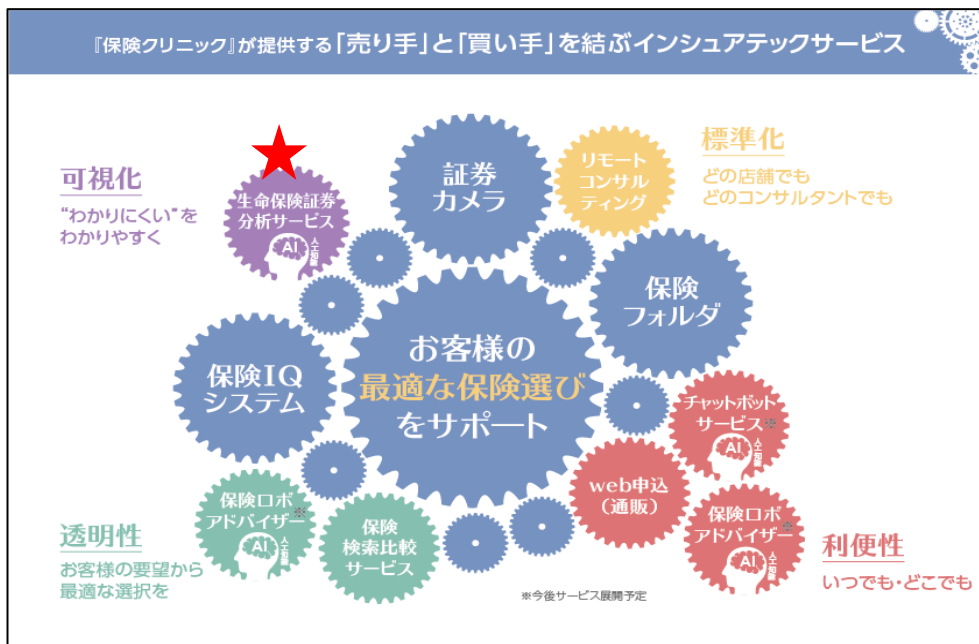 『保険クリニック』が提供する「売り手」と「買い手」を結ぶインシュアテックサービス
可視化
“わかりにくい”を
わかりやすく
生命保険証券
分析サービス
AI
人工知能
証券
カメラ
リモート
コンサル
ティング
標準化
どの店舗でも
どのコンサルタントでも
保険
フォルダ
保険IQ
システム
お客様の
最適な保険選び
をサポート
チャットボット
サービス※
AI
人工知能
透明性
お客様の要望から
最適な選択を
保険ロボ
アドバイザー※
AI
人工知能
保険
検索比較
サービス
web申込
(通販)
保険ロボ
アドバイザー※
AI
人工知能
利便性
いつでも・どこでも
※今後サービス展開予定